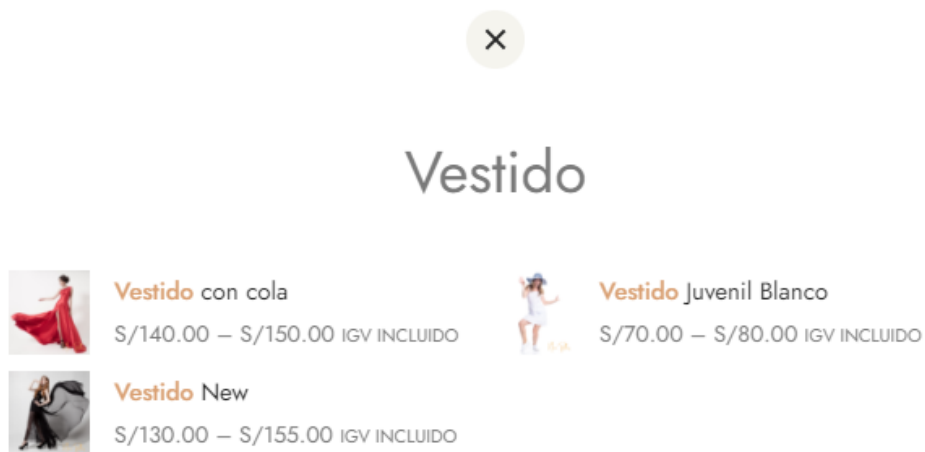 Vestido
Vestido con cola
S/140.00 – S/150.00 IGV INCLUIDO
Vestido Juvenil Blanco
S/70.00 – S/80.00 IGV INCLUIDO
Vestido New
S/130.00 – S/155.00 IGV INCLUIDO